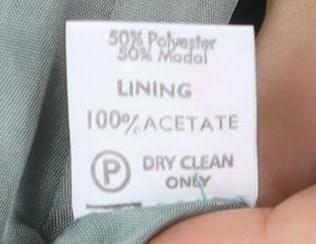 50% Polyester
50% Modal
LINING
100% ACETATE
P DRY CLEAN
ONLY